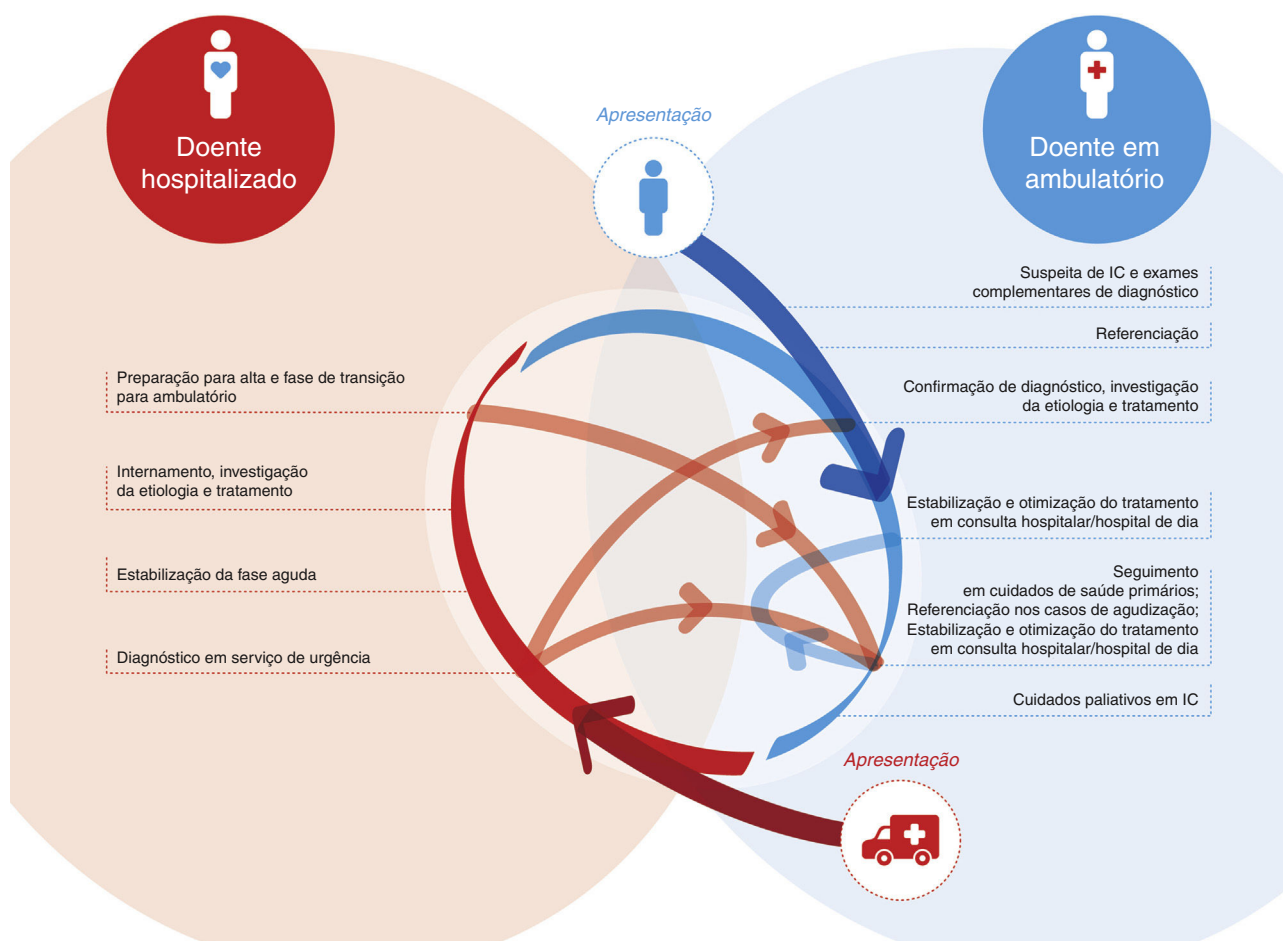 Doente
hospitalizado
Apresentação
Doente em
ambulatório
Suspeita de IC e exames
complementares de diagnóstico
Referenciação
Confirmação de diagnóstico, investigação
da etiologia e tratamento
Estabilização e otimização do tratamento
em consulta hospitalar/hospital de dia
Seguimento
em cuidados de saúde primários;
Referenciação nos casos de agudização;
Estabilização e otimização do tratamento
em consulta hospitalar/hospital de dia
Cuidados paliativos em IC
Preparação para alta e fase de transição
para ambulatório
Internamento, investigação
da etiologia e tratamento
Estabilização da fase aguda
Diagnóstico em serviço de urgência
Apresentação